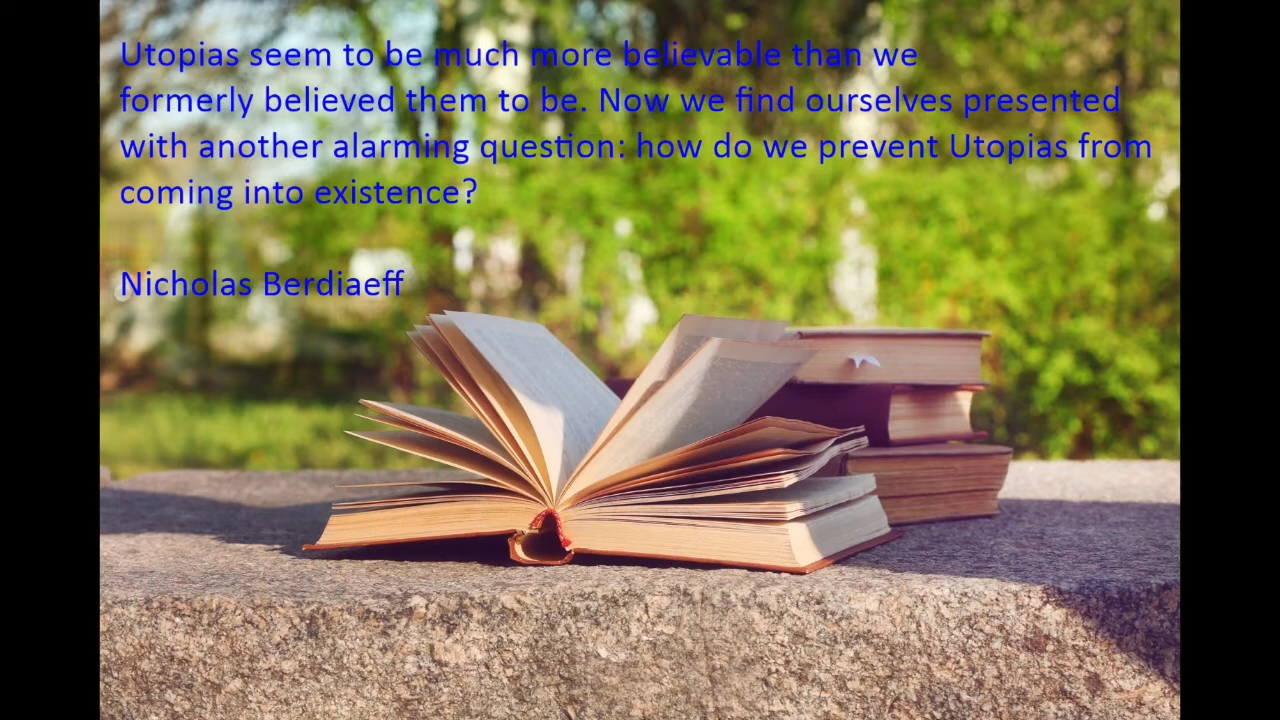 Utopias seem to be much more believable than we
formerly believed them to be. Now we find ourselves presented
with another alarming question: how do we prevent Utopias from
coming into existence?
Nicholas Berdiaeff